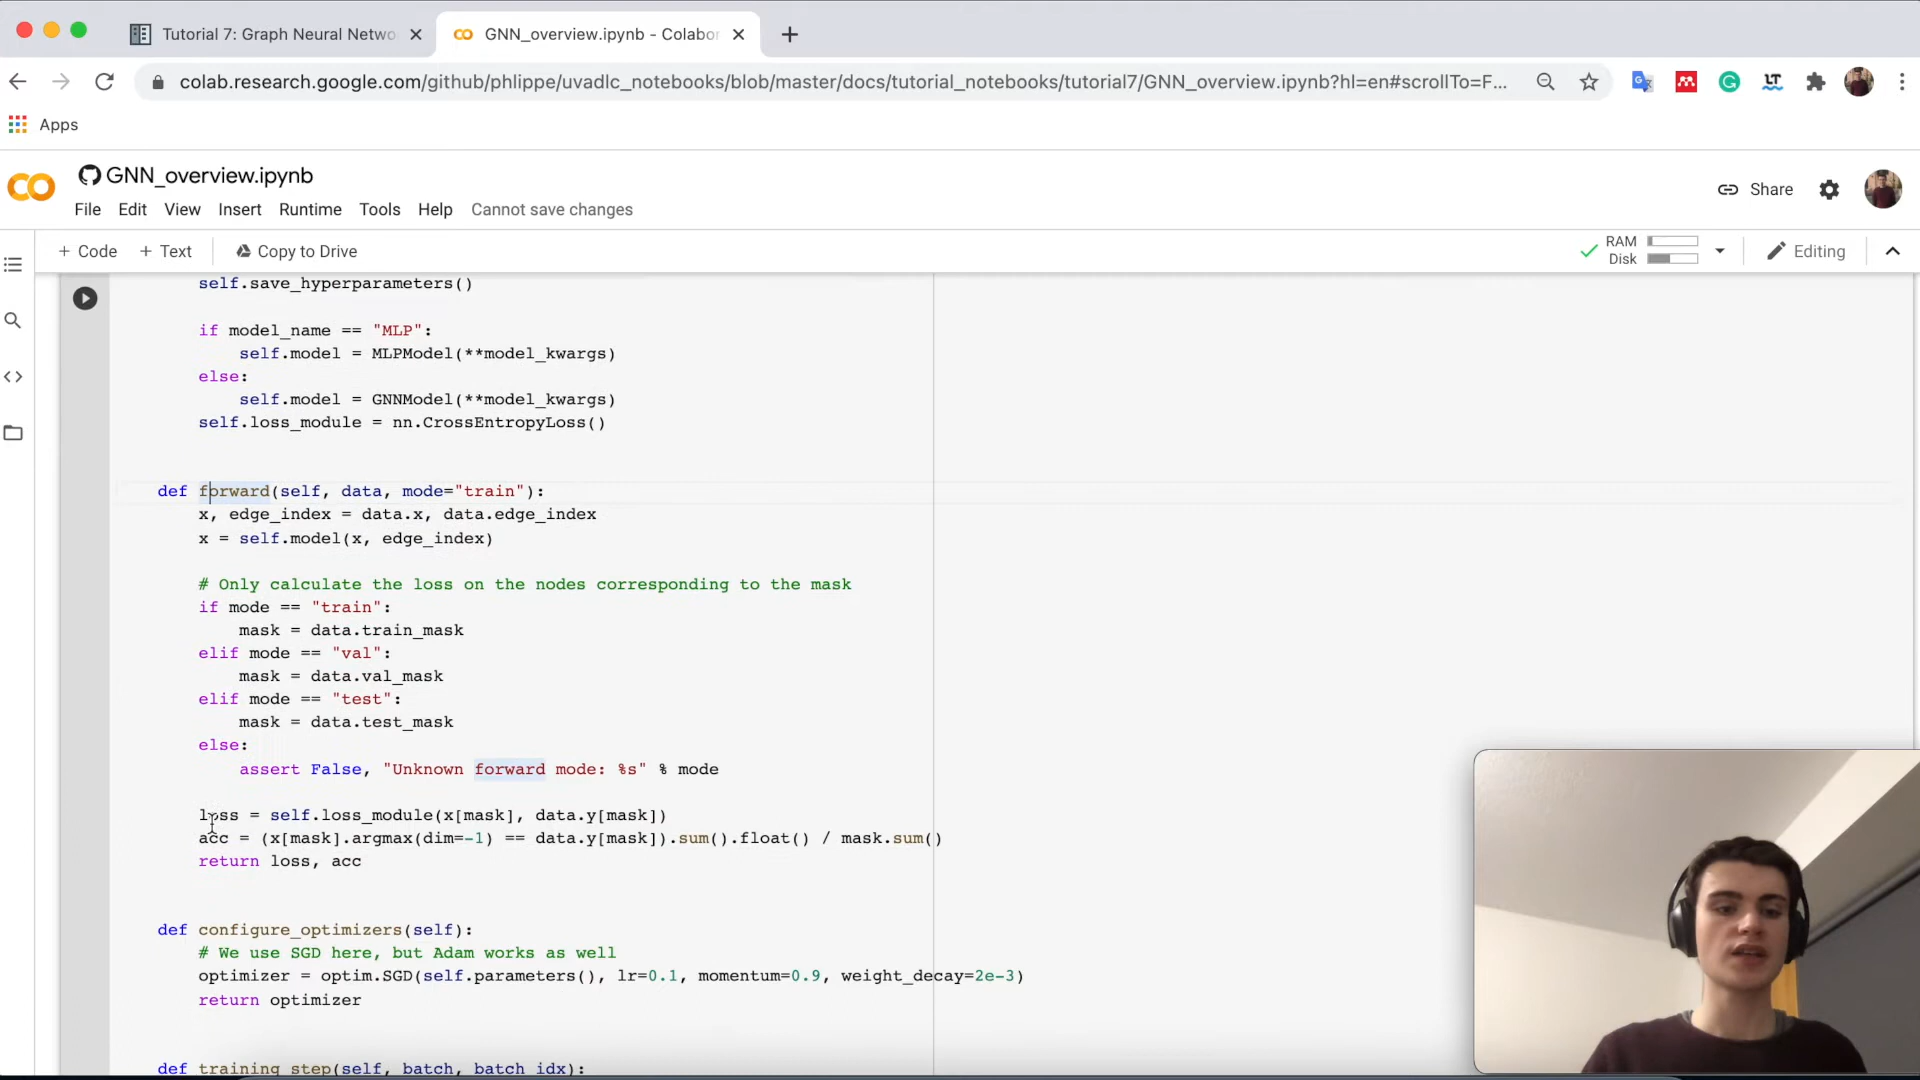 Tutorial 7: Graph Neural Netwo
GNN_overview.ipynb - Colabor
colab.research.google.com/github/phlippe/uvadlc_notebooks/blob/master/docs/tutorial_notebooks/tutorial7/GNN_overview.ipynb?hl=en#scrollTo=F...
Apps
GNN_overview.ipynb
File Edit View Insert Runtime Tools Help Cannot save changes
Share
+ Code + Text Copy to Drive
RAM
Disk
Editing
self.save_hyperparameters()
if model_name == "MLP":
self.model = MLPModel(**model_kwargs)
else:
self.model = GNNModel(**model_kwargs)
self.loss_module = nn.CrossEntropyLoss()
def forward(self, data, mode="train"):
x, edge_index = data.x, data.edge_index
x = self.model(x, edge_index)
# Only calculate the loss on the nodes corresponding to the mask
if mode == "train":
mask = data.train_mask
elif mode == "val":
mask = data.val_mask
elif mode == "test":
mask = data.test_mask
else:
assert False, "Unknown forward mode: %s" % mode
loss = self.loss_module(x[mask], data.y[mask])
acc = (x[mask].argmax(dim=-1) == data.y[mask]).sum().float() / mask.sum()
return loss, acc
def configure_optimizers(self):
# We use SGD here, but Adam works as well
optimizer = optim.SGD(self.parameters(), lr=0.1, momentum=0.9, weight_decay=2e-3)
return optimizer
def training_step(self, batch, batch_idx):